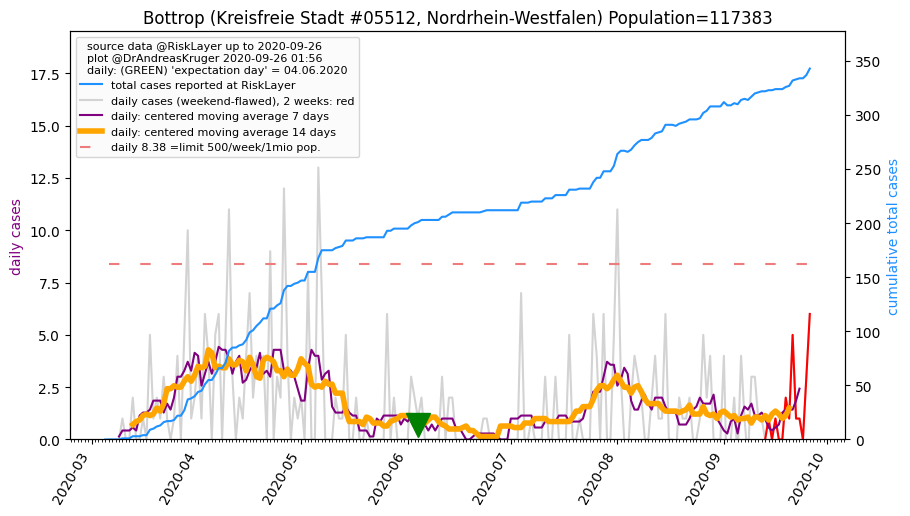 Bottrop (Kreisfreie Stadt #05512, Nordrhein-Westfalen) Population=117383
source data @RiskLayer up to 2020-09-26
plot @DrAndreasKruger 2020-09-26 01:56
daily: (GREEN) 'expectation day' = 04.06.2020
total cases reported at RiskLayer
daily cases (weekend-flawed), 2 weeks: red
daily: centered moving average 7 days
daily: centered moving average 14 days
daily 8.38 =limit 500/week/1mio pop.
daily cases
17.5
15.0
12.5
10.0
7.5
5.0
2.5
0.0
350
300
250
200
150
100
50
0
cumulative total cases
2020-03
2020-04
2020-05
2020-06
2020-07
2020-08
2020-09
2020-10